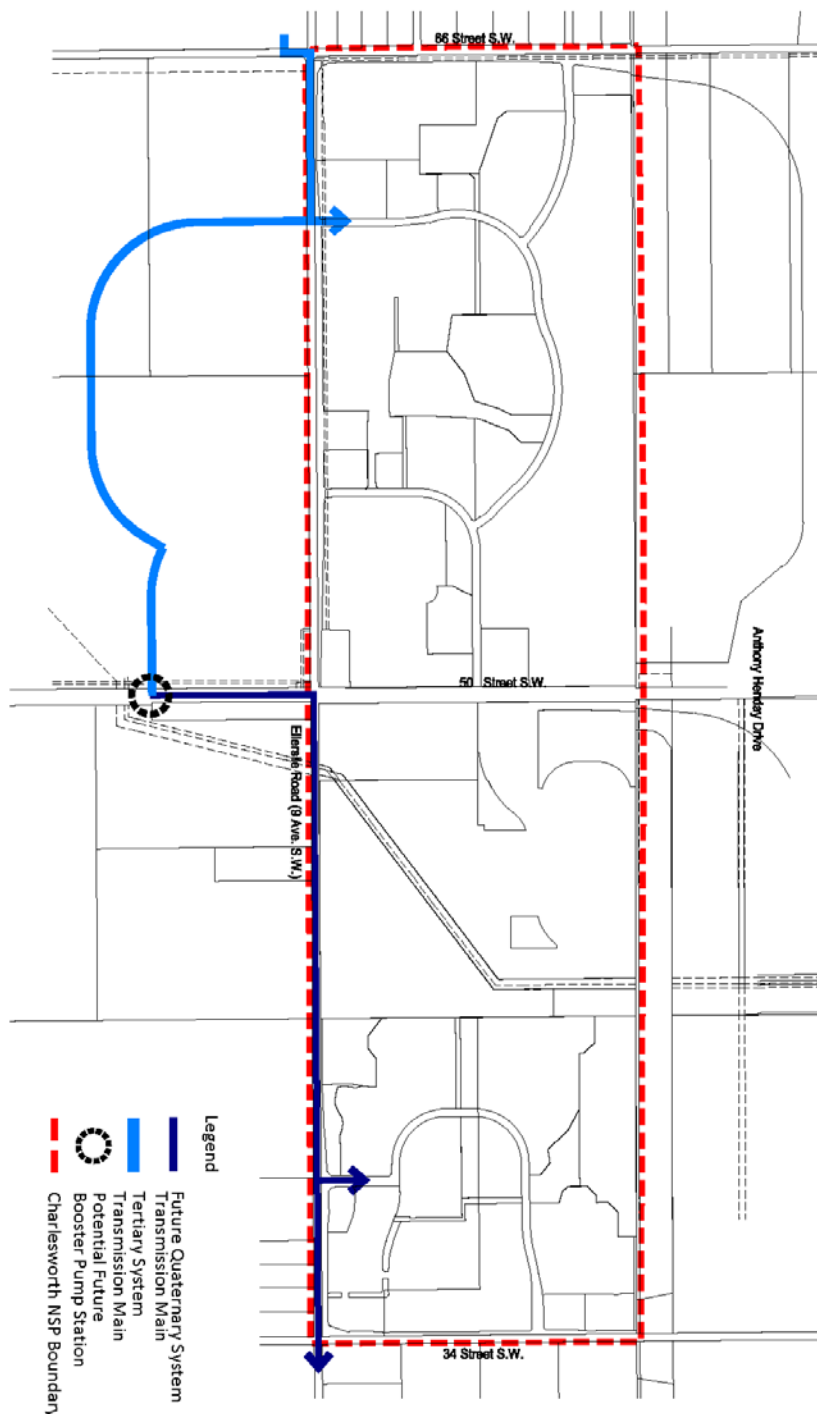 66 Street S.W.
Anthony Henday Drive
50 Street S.W.
Ellerslie Road (9 Ave. S.W.)
34 Street S.W.
Legend
Future Quaternary System
Transmission Main
Tertiary System
Transmission Main
Potential Future
Booster Pump Station
Charlesworth NSP Boundary